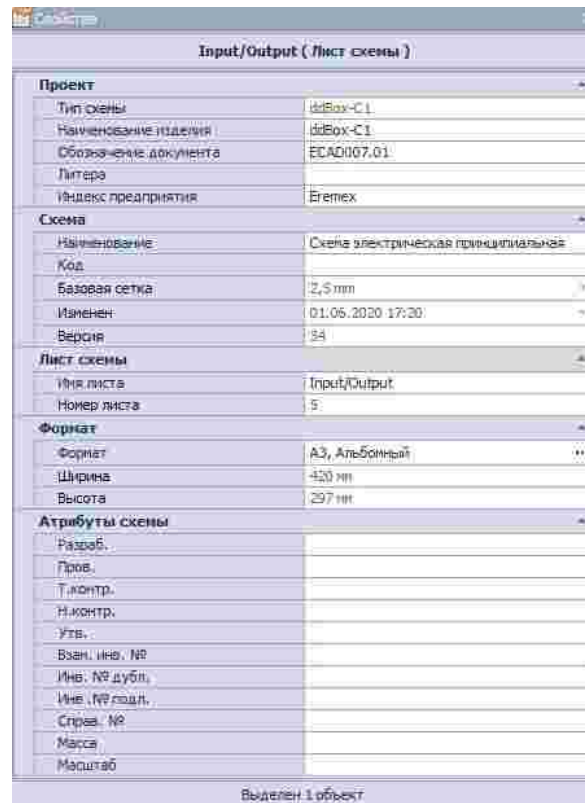 Свойства
Input/Output ( Лист схемы )
Проект
Тип схемы ddBox-C1
Наименование изделия ddBox-C1
Обозначение документа ECAD007.01
Литера
Индекс предприятия Eremex
Схема
Наименование Схема электрическая принципиальная
Код
Базовая сетка 2,5 mm
Изменен 01.06.2020 17:20
Версия 34
Лист схемы
Имя листа Input/Output
Номер листа 5
Формат
Формат А3, Альбомный
Ширина 420 мм
Высота 297 мм
Атрибуты схемы
Разраб.
Пров.
Т.контр.
Н.контр.
Утв.
Взам. инв. №
Инв. № дубл.
Инв .№ подл.
Справ. №
Масса
Масштаб
Выделен 1 объект